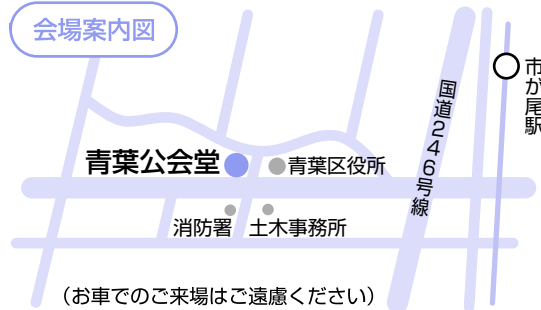 会場案内図
市が尾駅
国道246号線
青葉公会堂
青葉区役所
消防署
土木事務所
（お車でのご来場はご遠慮ください）